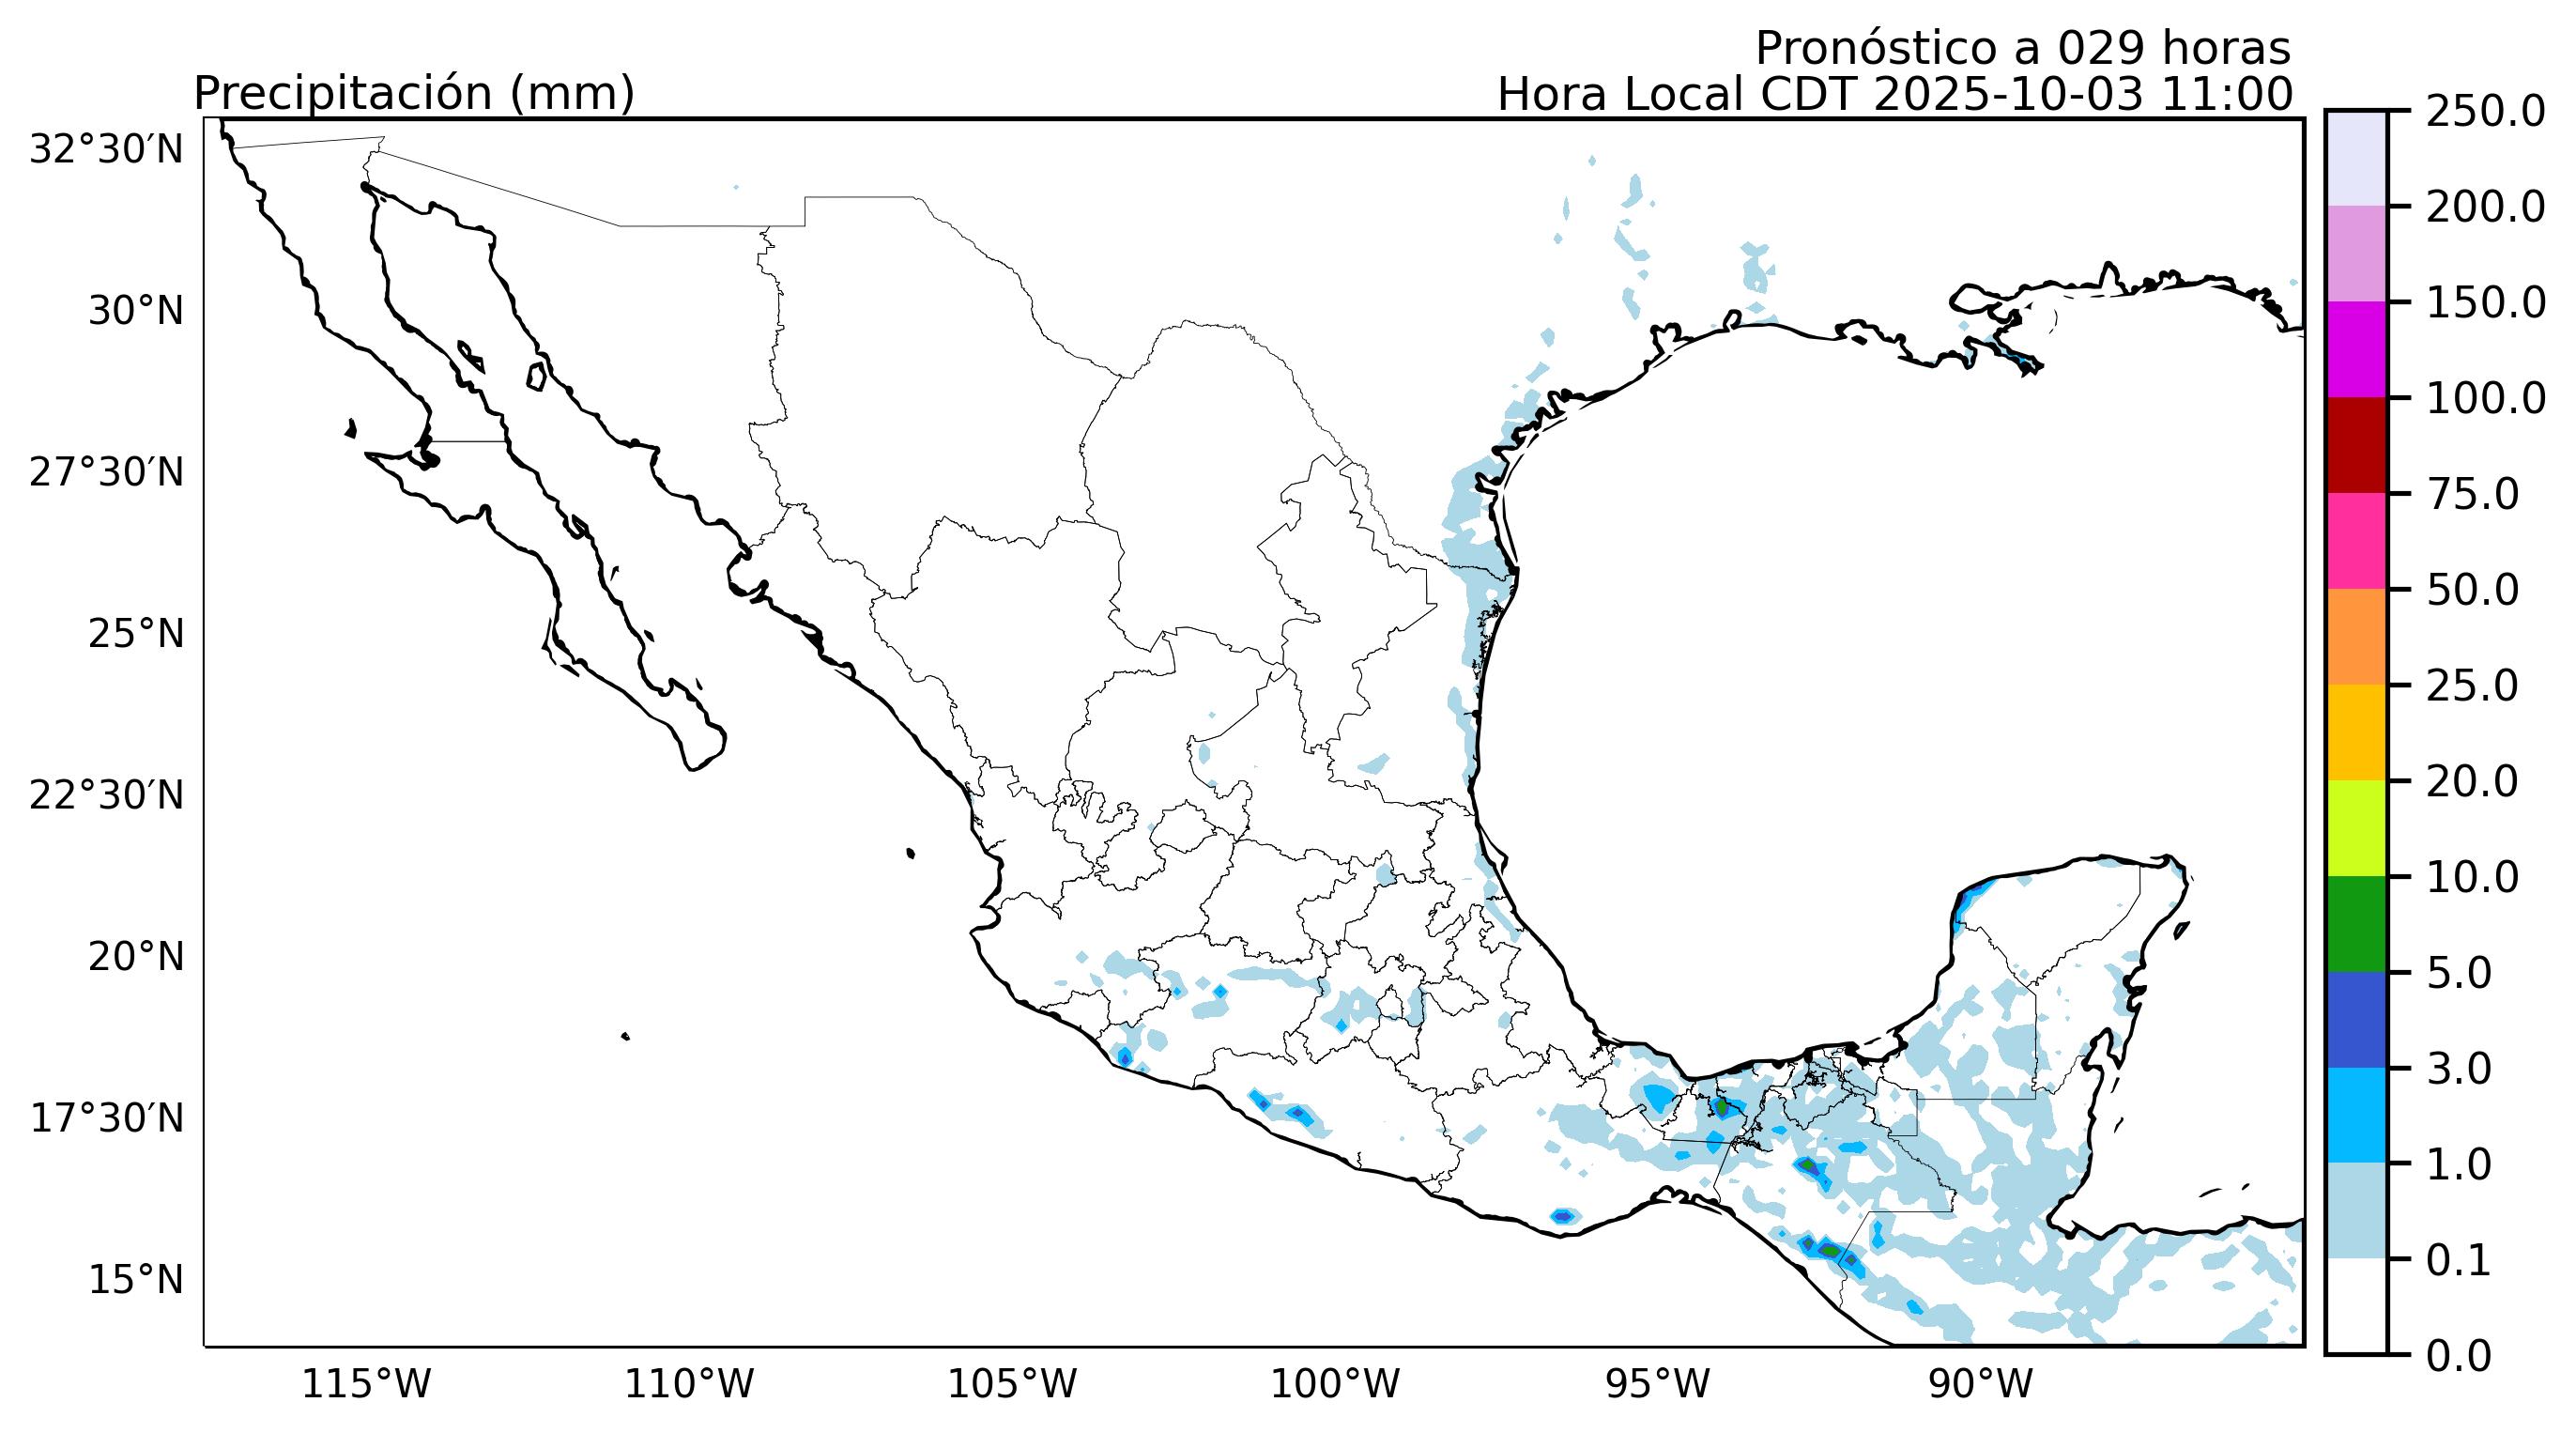 Pronóstico a 029 horas
Precipitación (mm)
Hora Local CDT 2025-10-03 11:00
32°30′N
30°N
27°30′N
25°N
22°30′N
20°N
17°30′N
15°N
115°W
110°W
105°W
100°W
95°W
90°W
250.0
200.0
150.0
100.0
75.0
50.0
25.0
20.0
10.0
5.0
3.0
1.0
0.1
0.0